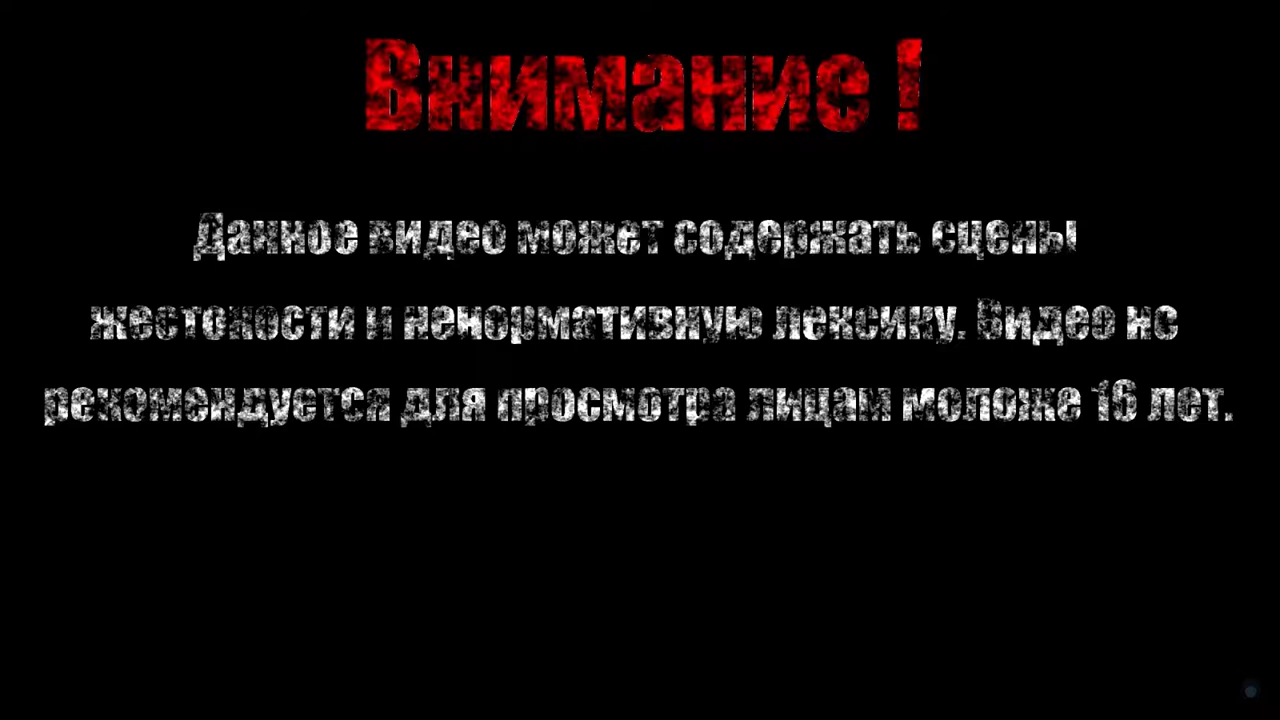 Внимание !
Данное видео может содержать сцены
жестокости и ненормативную лексику. Видео не
рекомендуется для просмотра лицам моложе 16 лет.